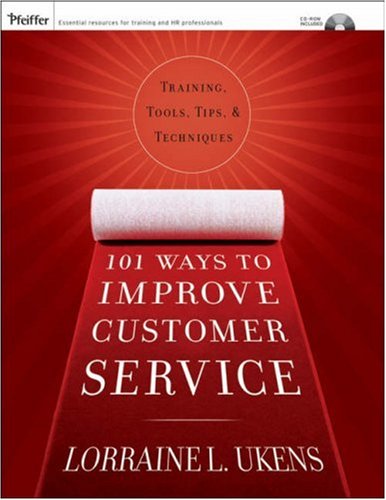 Pfeiffer
Essential resources for training and HR professionals
CD-ROM
INCLUDED
TRAINING,
TOOLS, TIPS, &
TECHNIQUES
101 WAYS TO
IMPROVE
CUSTOMER
SERVICE
LORRAINE L. UKENS